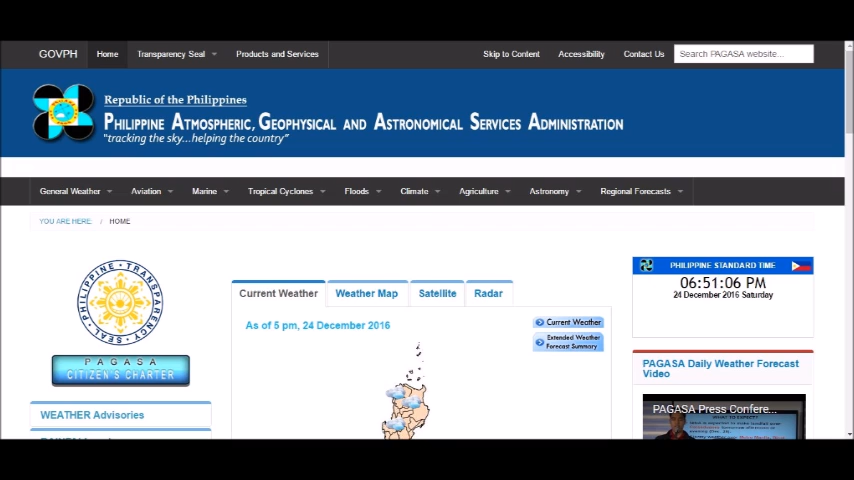 GOVPH Home Transparency Seal Products and Services Skip to Content Accessibility Contact Us Search PAGASA website...
Republic of the Philippines
PHILIPPINE ATMOSPHERIC, GEOPHYSICAL AND ASTRONOMICAL SERVICES ADMINISTRATION
"tracking the sky...helping the country"
General Weather Aviation Marine Tropical Cyclones Floods Climate Agriculture Astronomy Regional Forecasts
YOU ARE HERE: / HOME
PHILIPPINE TRANSPARENCY SEAL
PAGASA
CITIZEN'S CHARTER
WEATHER Advisories
Current Weather Weather Map Satellite Radar
As of 5 pm, 24 December 2016
Current Weather
Extended Weather
Forecast Summary
PHILIPPINE STANDARD TIME
06:51:06 PM
24 December 2016 Saturday
PAGASA Daily Weather Forecast
Video
PAGASA Press Confere...